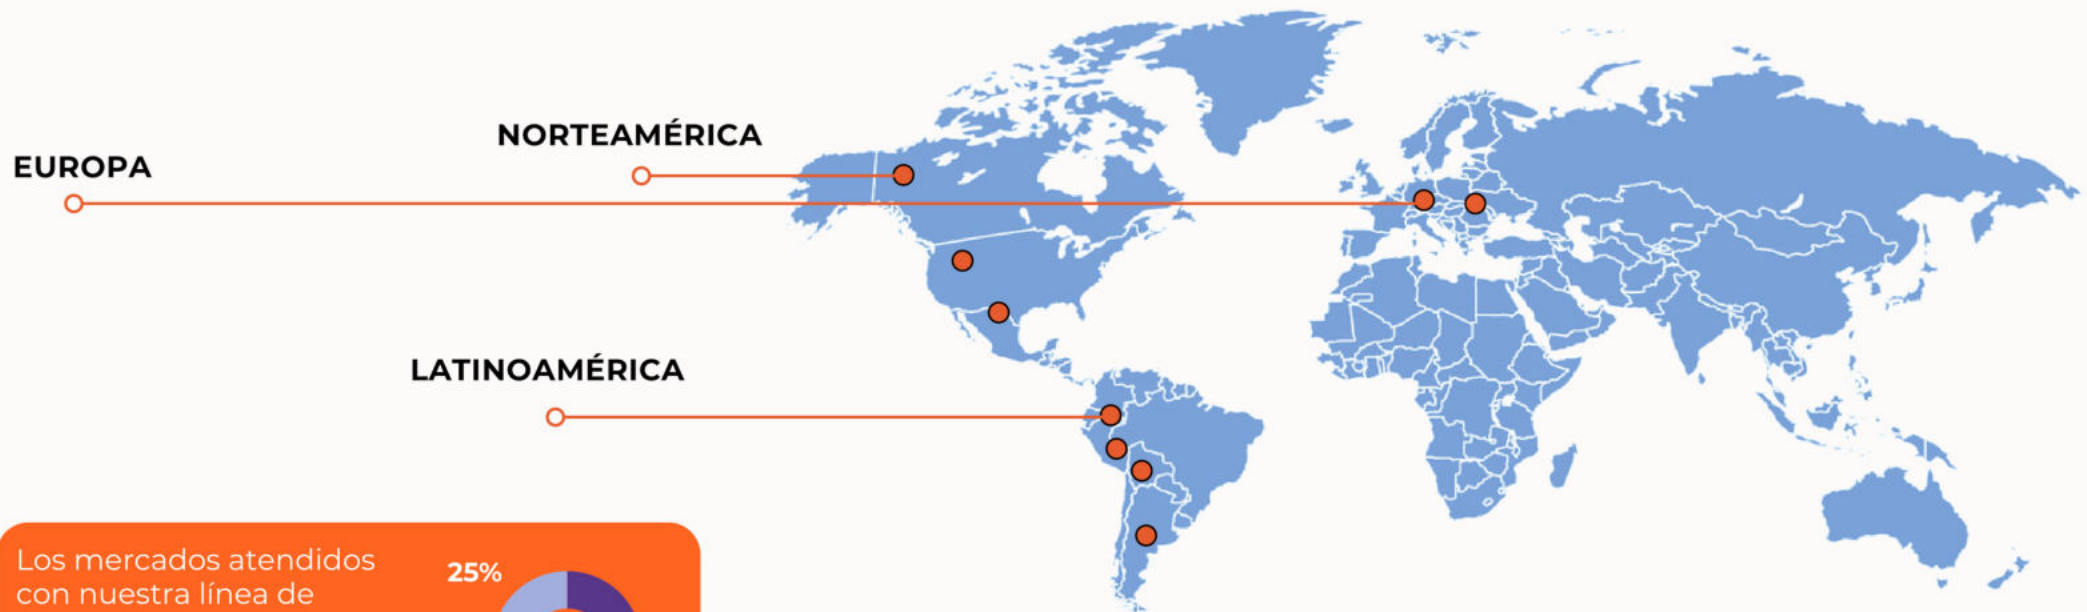 NORTEAMÉRICA
EUROPA
LATINOAMÉRICA
Los mercados atendidos
con nuestra línea de
25%